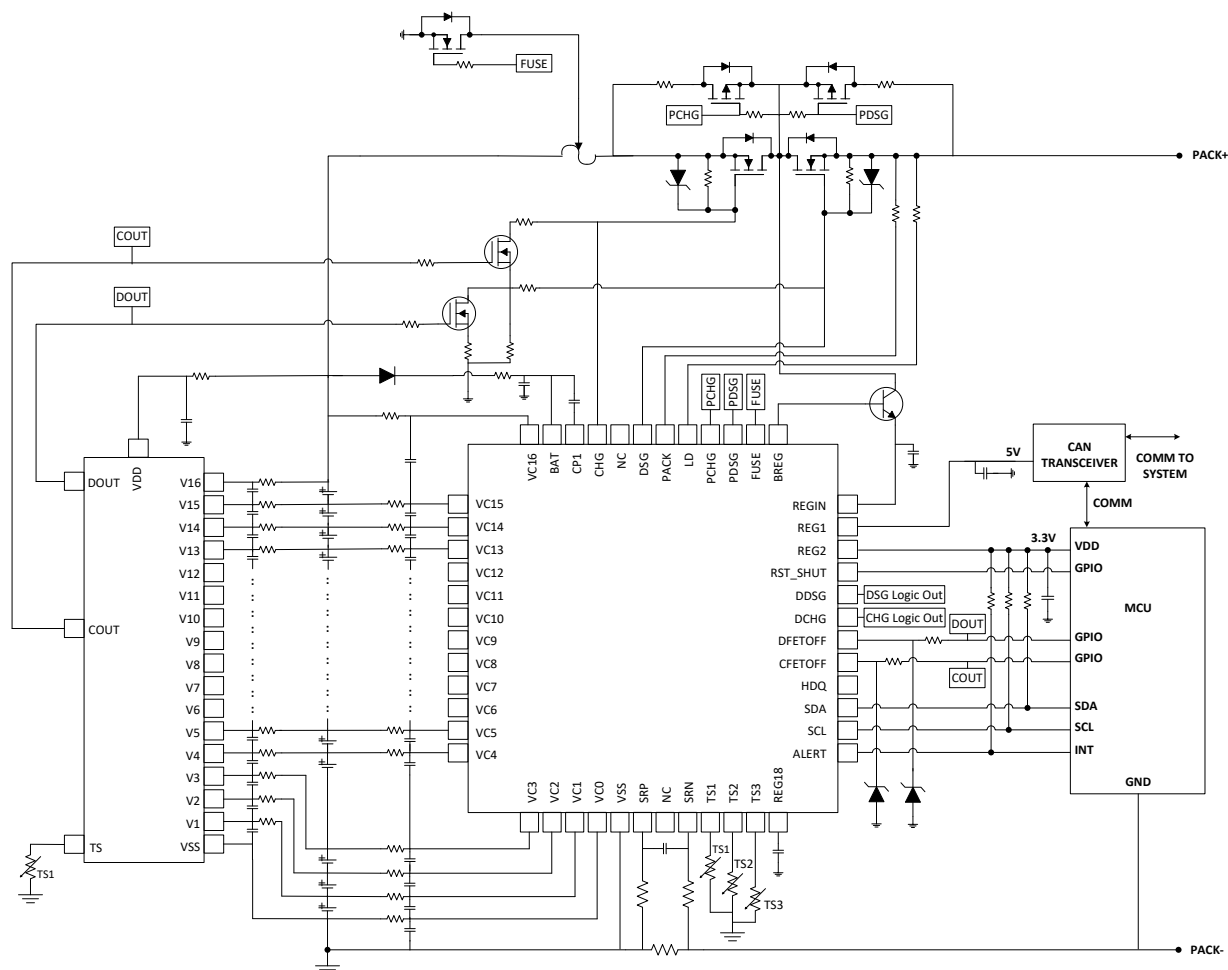 FUSE
PCHG
PDSG
PACK+
COUT
DOUT
PCHG
PDSG
FUSE
VDD
VC16
BAT
CP1
CHG
NC
DSG
PACK
LD
PCHG
PDSG
FUSE
BREG
CAN
TRANSCEIVER
5V
COMM TO
SYSTEM
COMM
DOUT
COUT
TS
V16
V15
V14
V13
V12
V11
V10
V9
V8
V7
V6
V5
V4
V3
V2
V1
VSS
TS1
VC15
VC14
VC13
VC12
VC11
VC10
VC9
VC8
VC7
VC6
VC5
VC4
VC3
VC2
VC1
VC0
VSS
SRP
NC
SRN
TS1
TS2
TS3
REG18
TS1
TS2
TS3
REGIN
REG1
REG2
RST_SHUT
DDSG
DCHG
DFETOFF
CFETOFF
HDQ
SDA
SCL
ALERT
DSG Logic Out
CHG Logic Out
DOUT
COUT
3.3V
VDD
GPIO
MCU
GPIO
GPIO
SDA
SCL
INT
GND
PACK-